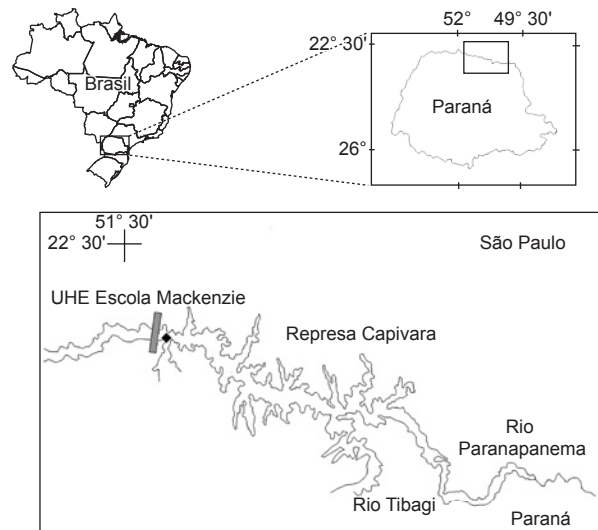 Brasil
52° 49° 30'
22° 30'
Paraná
26°
51° 30'
22° 30'
São Paulo
UHE Escola Mackenzie
Represa Capivara
Rio
Paranapanema
Rio Tibagi
Paraná